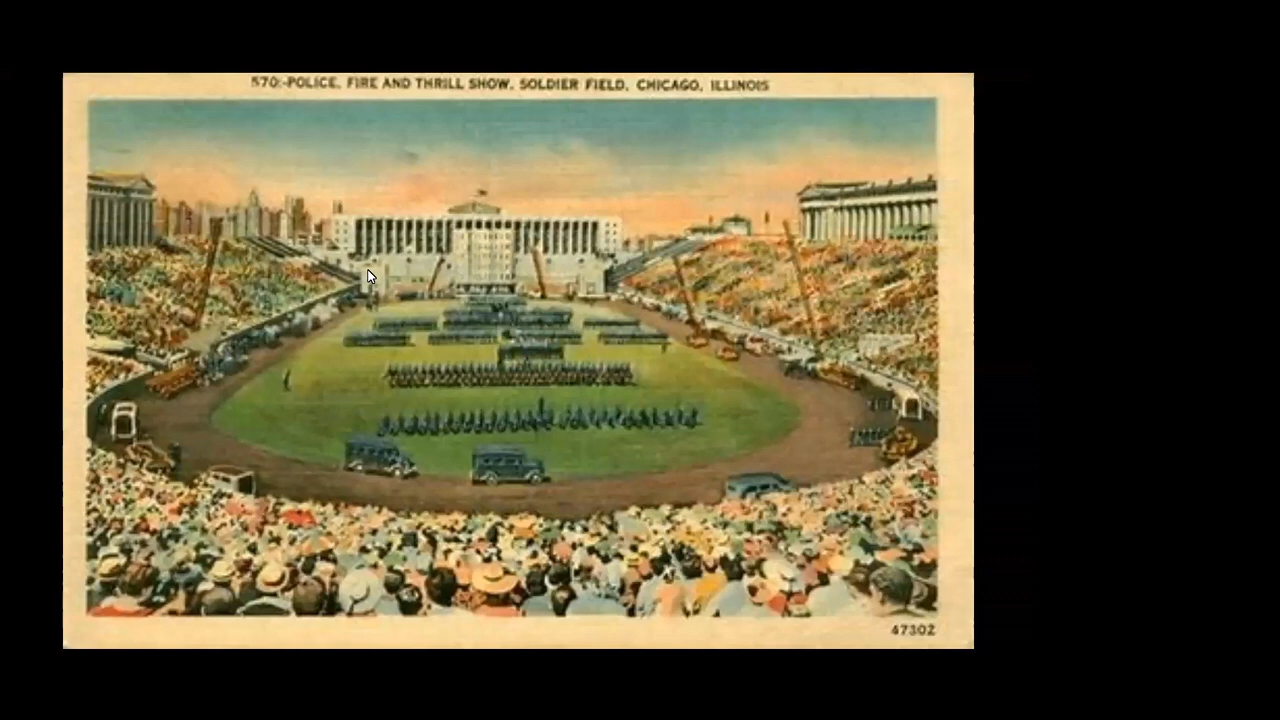 570:-POLICE, FIRE AND THRILL SHOW, SOLDIER FIELD, CHICAGO, ILLINOIS
47302